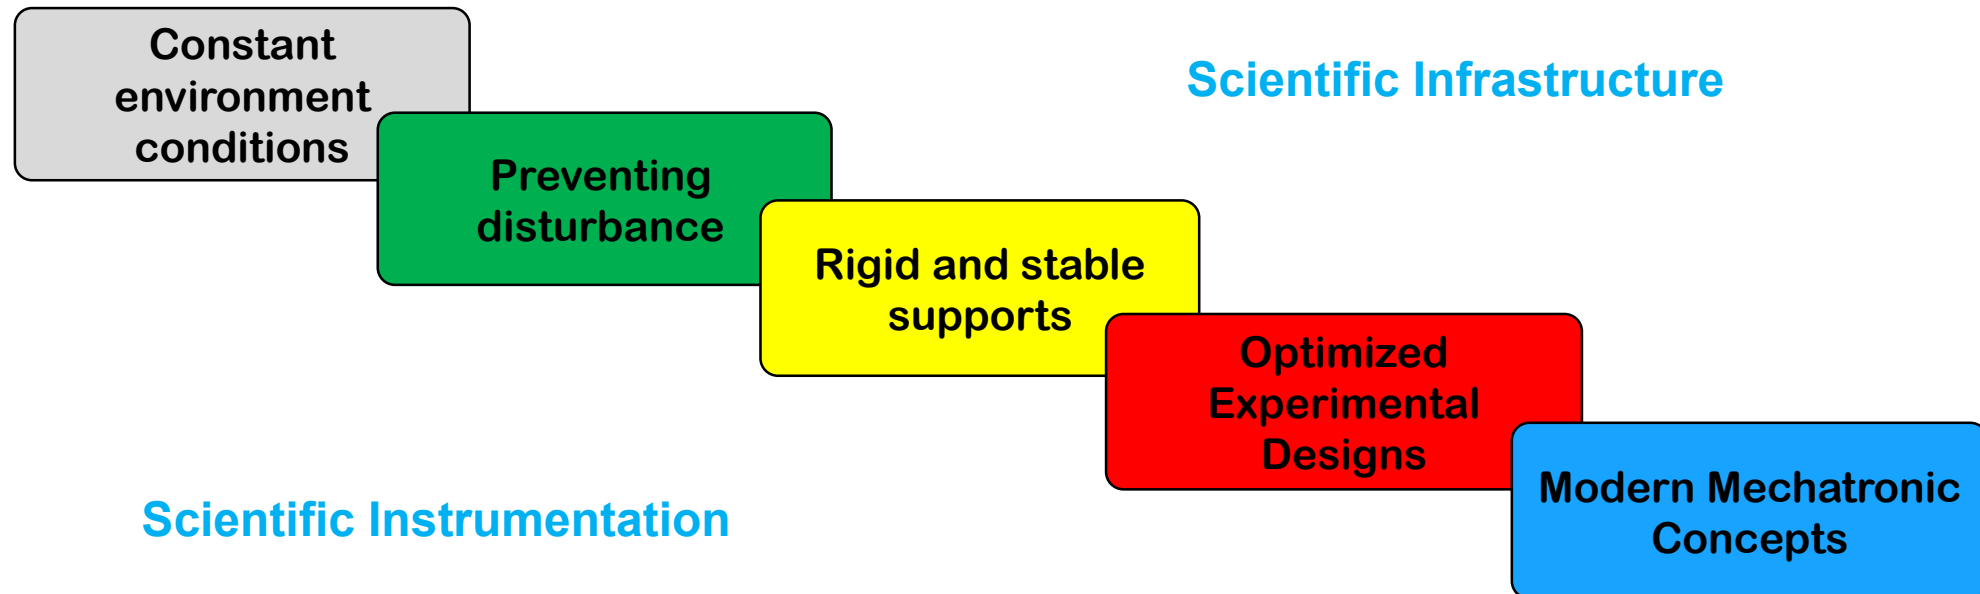 Constant
environment
conditions
Scientific Infrastructure
Preventing
disturbance
Rigid and stable
supports
Optimized
Experimental
Designs
Modern Mechatronic
Concepts
Scientific Instrumentation